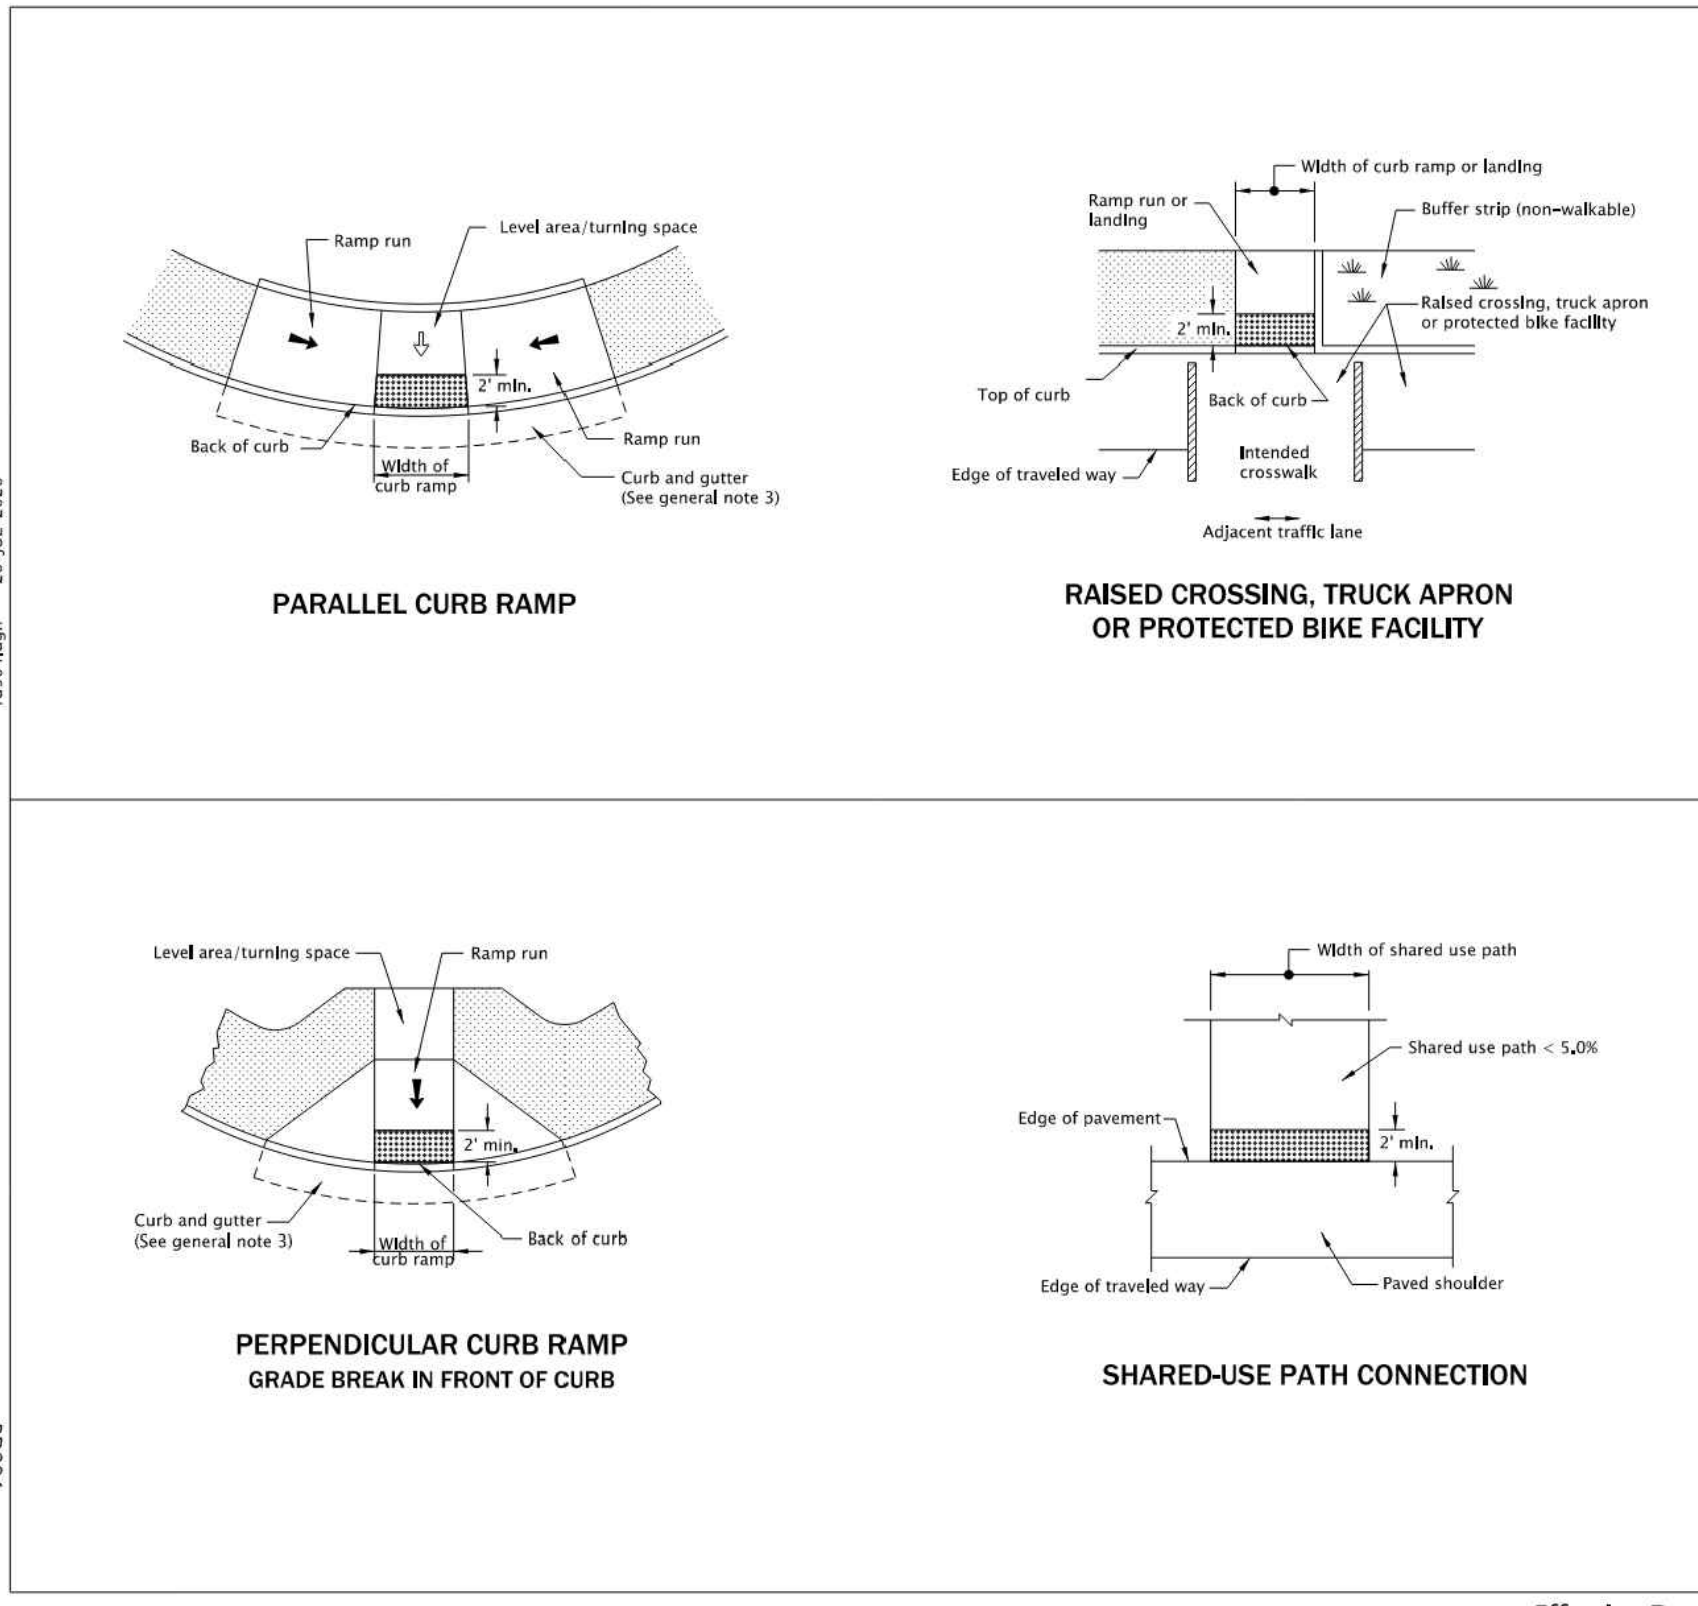 Ramp run
Level area/turning space
2' min.
Back of curb
Width of
curb ramp
Ramp run
Curb and gutter
(See general note 3)
PARALLEL CURB RAMP
Width of curb ramp or landing
Ramp run or
landing
Buffer strip (non-walkable)
2' min.
Raised crossing, truck apron
or protected bike facility
Top of curb
Back of curb
Edge of traveled way
Intended
crosswalk
Adjacent traffic lane
RAISED CROSSING, TRUCK APRON
OR PROTECTED BIKE FACILITY
Level area/turning space
Ramp run
2' min.
Curb and gutter
(See general note 3)
Width of
curb ramp
Back of curb
PERPENDICULAR CURB RAMP
GRADE BREAK IN FRONT OF CURB
Width of shared use path
Shared use path < 5.0%
Edge of pavement
2' min.
Edge of traveled way
Paved shoulder
SHARED-USE PATH CONNECTION